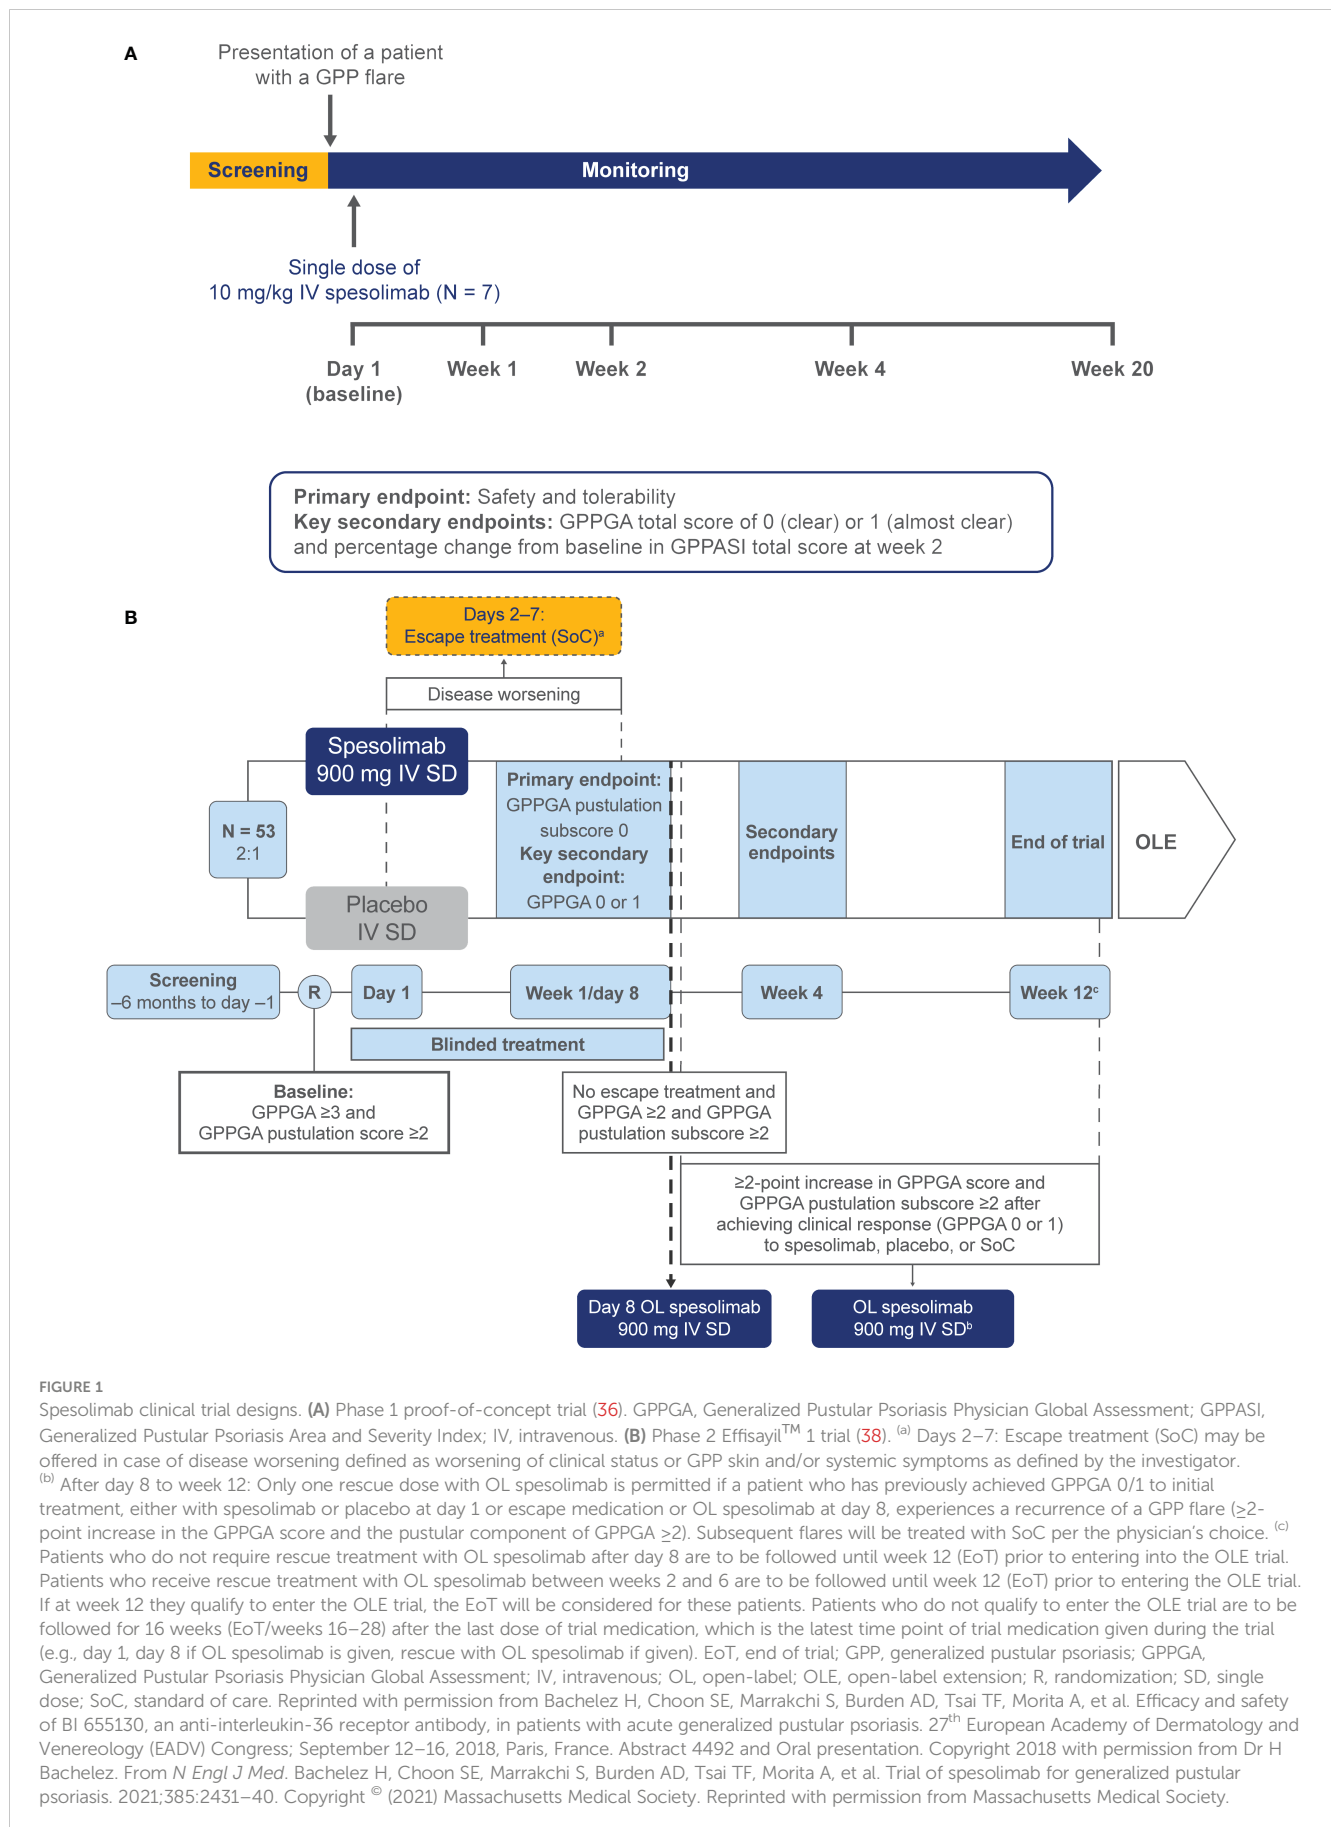 A
Presentation of a patient
with a GPP flare
Screening
Monitoring
Single dose of
10 mg/kg IV spesolimab (N = 7)
Day 1
(baseline)
Week 1
Week 2
Week 4
Week 20
Primary endpoint: Safety and tolerability
Key secondary endpoints: GPPGA total score of 0 (clear) or 1 (almost clear)
and percentage change from baseline in GPPASI total score at week 2
B
Days 2–7:
Escape treatment (SoC)ᵃ
Disease worsening
Spesolimab
900 mg IV SD
N = 53
2:1
Placebo
IV SD
Primary endpoint:
GPPGA pustulation
subscore 0
Key secondary
endpoint:
GPPGA 0 or 1
Secondary
endpoints
End of trial
OLE
Screening
–6 months to day –1
R
Day 1
Week 1/day 8
Week 4
Week 12ᶜ
Blinded treatment
Baseline:
GPPGA ≥3 and
GPPGA pustulation score ≥2
No escape treatment and
GPPGA ≥2 and GPPGA
pustulation subscore ≥2
≥2-point increase in GPPGA score and
GPPGA pustulation subscore ≥2 after
achieving clinical response (GPPGA 0 or 1)
to spesolimab, placebo, or SoC
Day 8 OL spesolimab
900 mg IV SD
OL spesolimab
900 mg IV SDᵇ
FIGURE 1
Spesolimab clinical trial designs. (A) Phase 1 proof-of-concept trial (36). GPPGA, Generalized Pustular Psoriasis Physician Global Assessment; GPPASI,
Generalized Pustular Psoriasis Area and Severity Index; IV, intravenous. (B) Phase 2 Effisayil™ 1 trial (38). ⁽ᵃ⁾ Days 2–7: Escape treatment (SoC) may be
offered in case of disease worsening defined as worsening of clinical status or GPP skin and/or systemic symptoms as defined by the investigator.
⁽ᵇ⁾ After day 8 to week 12: Only one rescue dose with OL spesolimab is permitted if a patient who has previously achieved GPPGA 0/1 to initial
treatment, either with spesolimab or placebo at day 1 or escape medication or OL spesolimab at day 8, experiences a recurrence of a GPP flare (≥2-
point increase in the GPPGA score and the pustular component of GPPGA ≥2). Subsequent flares will be treated with SoC per the physician's choice. ⁽ᶜ⁾
Patients who do not require rescue treatment with OL spesolimab after day 8 are to be followed until week 12 (EoT) prior to entering into the OLE trial.
Patients who receive rescue treatment with OL spesolimab between weeks 2 and 6 are to be followed until week 12 (EoT) prior to entering the OLE trial.
If at week 12 they qualify to enter the OLE trial, the EoT will be considered for these patients. Patients who do not qualify to enter the OLE trial are to be
followed for 16 weeks (EoT/weeks 16–28) after the last dose of trial medication, which is the latest time point of trial medication given during the trial
(e.g., day 1, day 8 if OL spesolimab is given, rescue with OL spesolimab if given). EoT, end of trial; GPP, generalized pustular psoriasis; GPPGA,
Generalized Pustular Psoriasis Physician Global Assessment; IV, intravenous; OL, open-label; OLE, open-label extension; R, randomization; SD, single
dose; SoC, standard of care. Reprinted with permission from Bachelez H, Choon SE, Marrakchi S, Burden AD, Tsai TF, Morita A, et al. Efficacy and safety
of BI 655130, an anti-interleukin-36 receptor antibody, in patients with acute generalized pustular psoriasis. 27ᵗʰ European Academy of Dermatology and
Venereology (EADV) Congress; September 12–16, 2018, Paris, France. Abstract 4492 and Oral presentation. Copyright 2018 with permission from Dr H
Bachelez. From N Engl J Med. Bachelez H, Choon SE, Marrakchi S, Burden AD, Tsai TF, Morita A, et al. Trial of spesolimab for generalized pustular
psoriasis. 2021;385:2431–40. Copyright © (2021) Massachusetts Medical Society. Reprinted with permission from Massachusetts Medical Society.